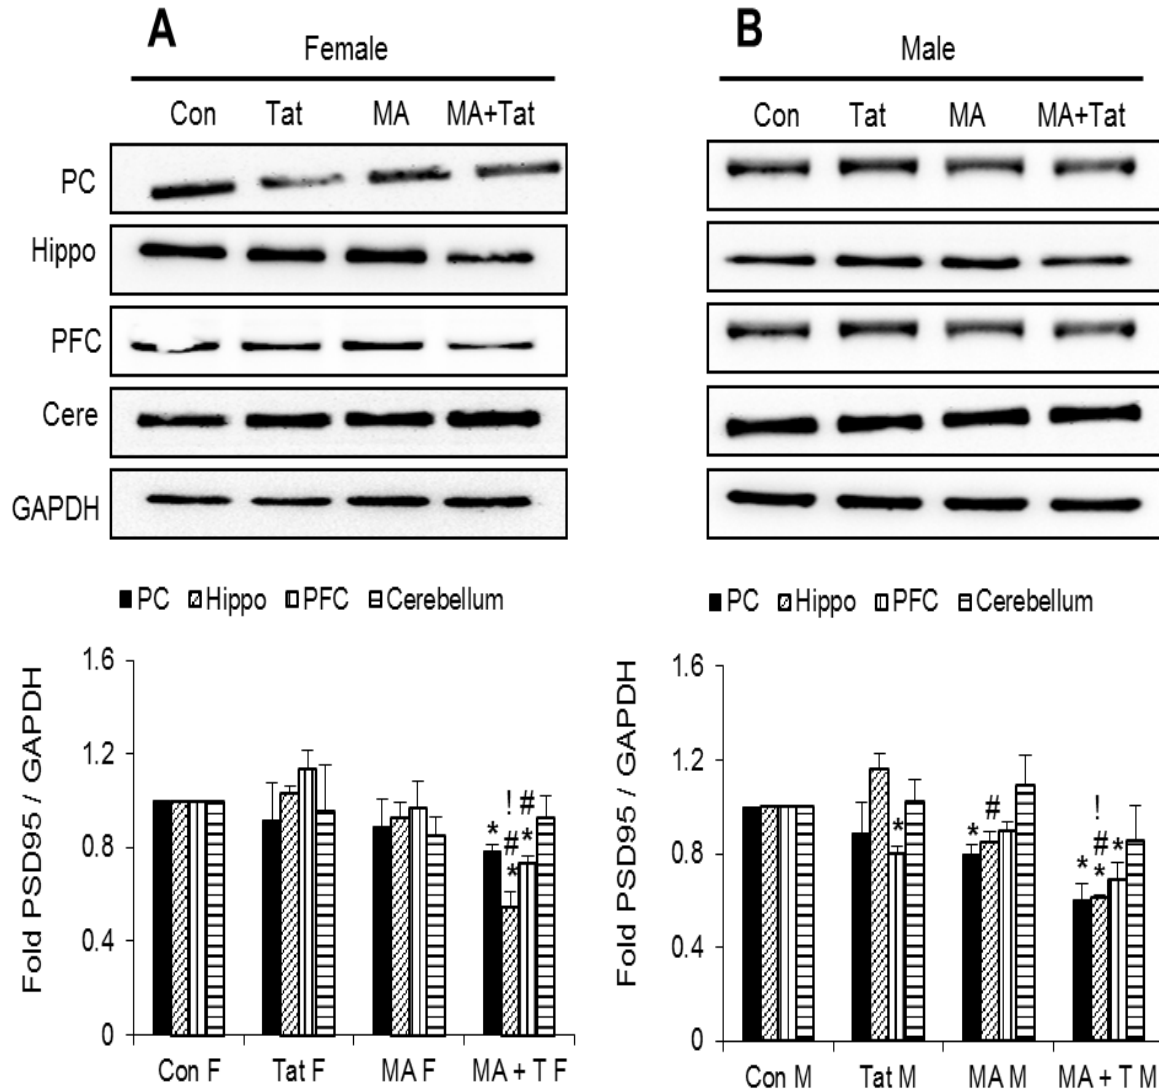 A
Female
Con Tat MA MA+Tat
PC
Hippo
PFC
Cere
GAPDH
PC Hippo PFC Cerebellum
Fold PSD95 / GAPDH
1.6
1.2
0.8
0.4
0
* ! # * # *
Con F Tat F MA F MA + T F
B
Male
Con Tat MA MA+Tat
PC Hippo PFC Cerebellum
Fold PSD95 / GAPDH
1.6
1.2
0.8
0.4
0
* * # * ! # * *
Con M Tat M MA M MA + T M